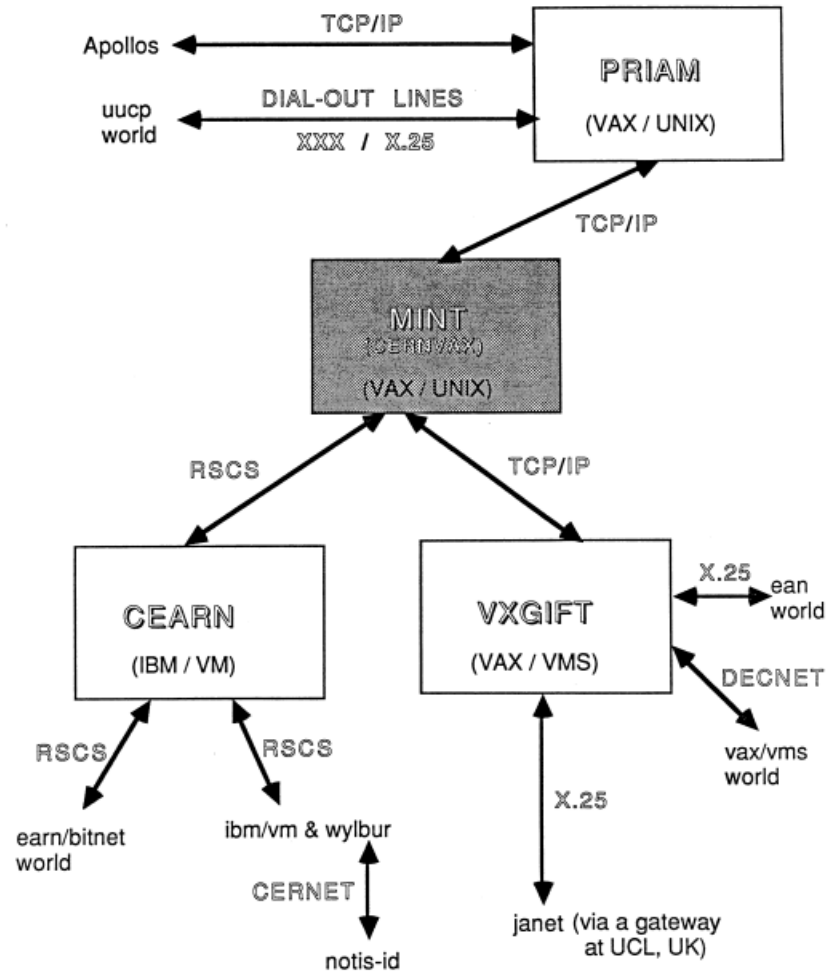 TCP/IP
Apollos
PRIAM
(VAX / UNIX)
uucp
world
DIAL-OUT LINES
XXX / X.25
TCP/IP
MINT
(CERNVAX)
(VAX / UNIX)
RSCS
TCP/IP
CEARN
(IBM / VM)
VXGIFT
(VAX / VMS)
X.25
ean
world
DECNET
vax/vms
world
RSCS
RSCS
X.25
earn/bitnet
world
ibm/vm & wylbur
CERNET
notis-id
janet (via a gateway
at UCL, UK)